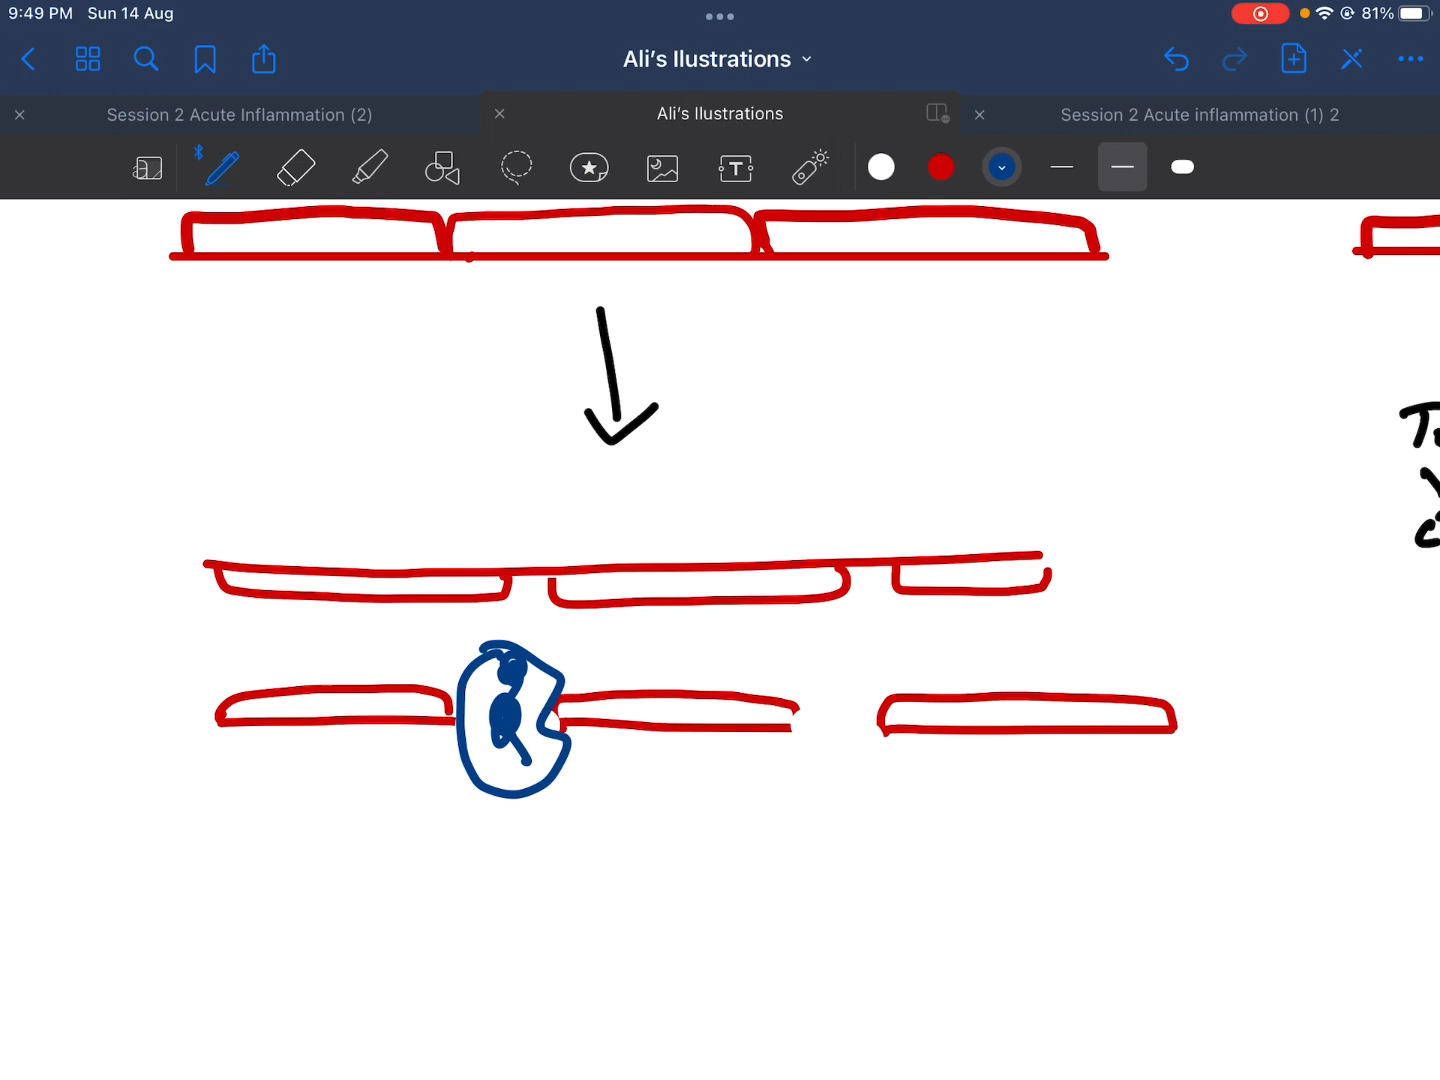 9:49 PM Sun 14 Aug
81%
Ali's Ilustrations
Session 2 Acute Inflammation (2)
Ali's Ilustrations
Session 2 Acute inflammation (1) 2